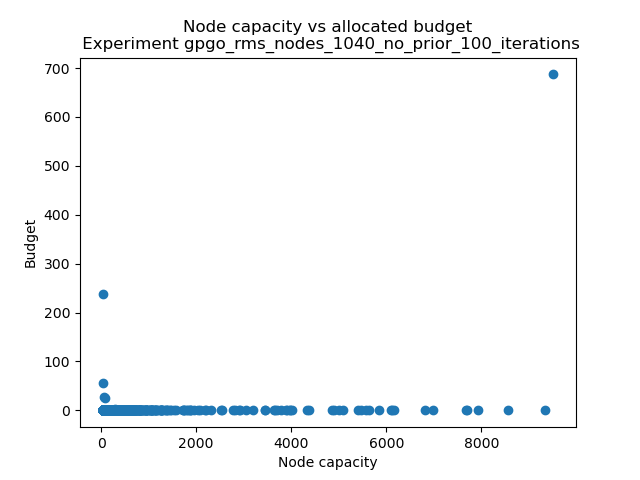 Node capacity vs allocated budget
Experiment gpgo_rms_nodes_1040_no_prior_100_iterations
700
600
500
400
300
200
100
0
Budget
0 2000 4000 6000 8000
Node capacity